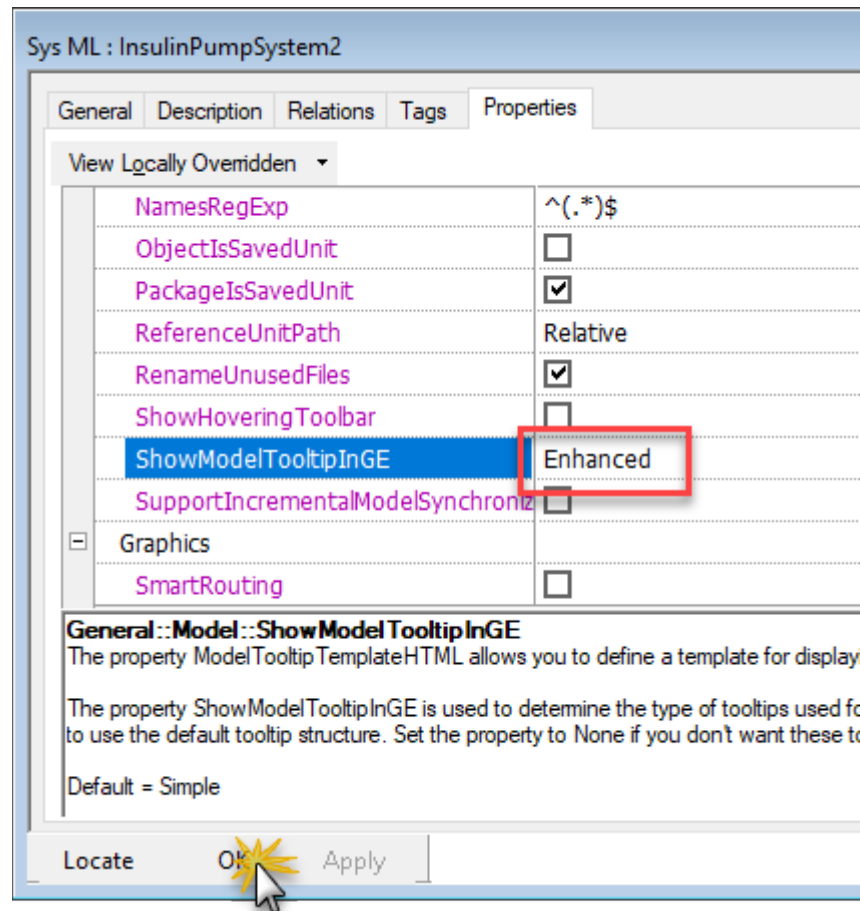 Sys ML : InsulinPumpSystem2
General Description Relations Tags Properties
View Locally Overridden
NamesRegExp ^(.*)$
ObjectIsSavedUnit
PackageIsSavedUnit
ReferenceUnitPath Relative
RenameUnusedFiles
ShowHoveringToolbar
ShowModelTooltipInGE Enhanced
SupportIncrementalModelSynchroniz
Graphics
SmartRouting
General::Model::ShowModelTooltipInGE
The property ModelTooltipTemplateHTML allows you to define a template for displayi
The property ShowModelTooltipInGE is used to determine the type of tooltips used fo
to use the default tooltip structure. Set the property to None if you don't want these to
Default = Simple
Locate OK Apply